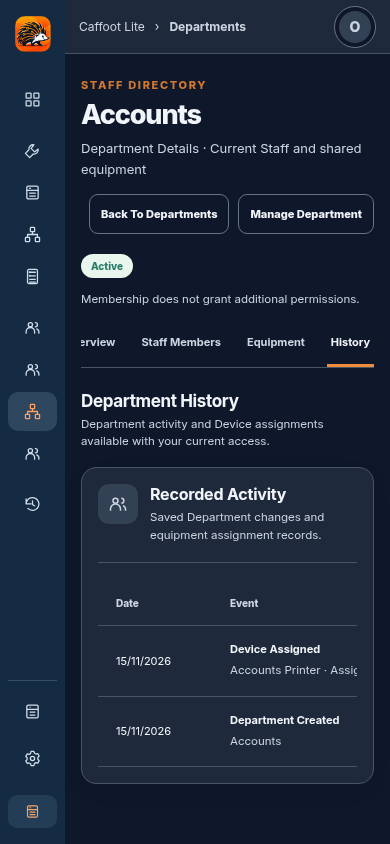 Caffoot Lite › Departments
O
STAFF DIRECTORY
Accounts
Department Details · Current Staff and shared
equipment
Back To Departments
Manage Department
Active
Membership does not grant additional permissions.
erview Staff Members Equipment History
Department History
Department activity and Device assignments
available with your current access.
Recorded Activity
Saved Department changes and
equipment assignment records.
Date Event
Device Assigned
15/11/2026
Accounts Printer · Assig
Department Created
15/11/2026
Accounts